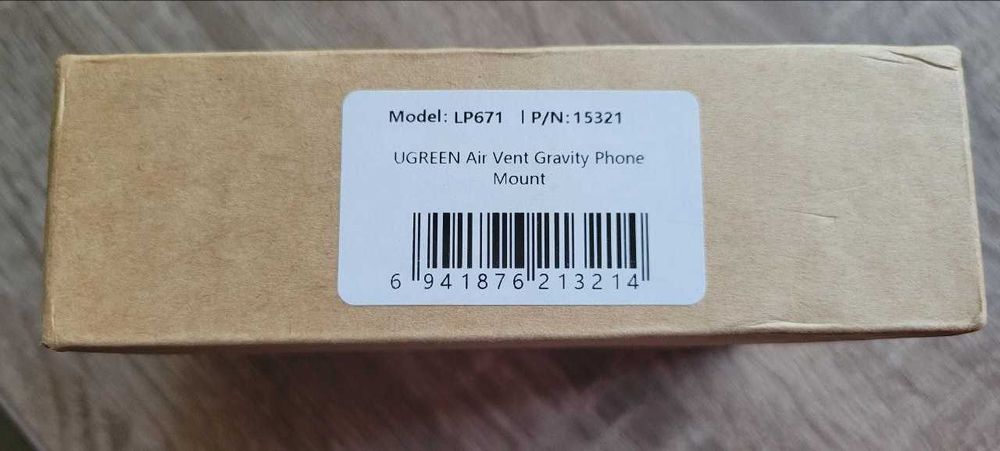 Model: LP671 | P/N: 15321
UGREEN Air Vent Gravity Phone
Mount
6 941876 213214